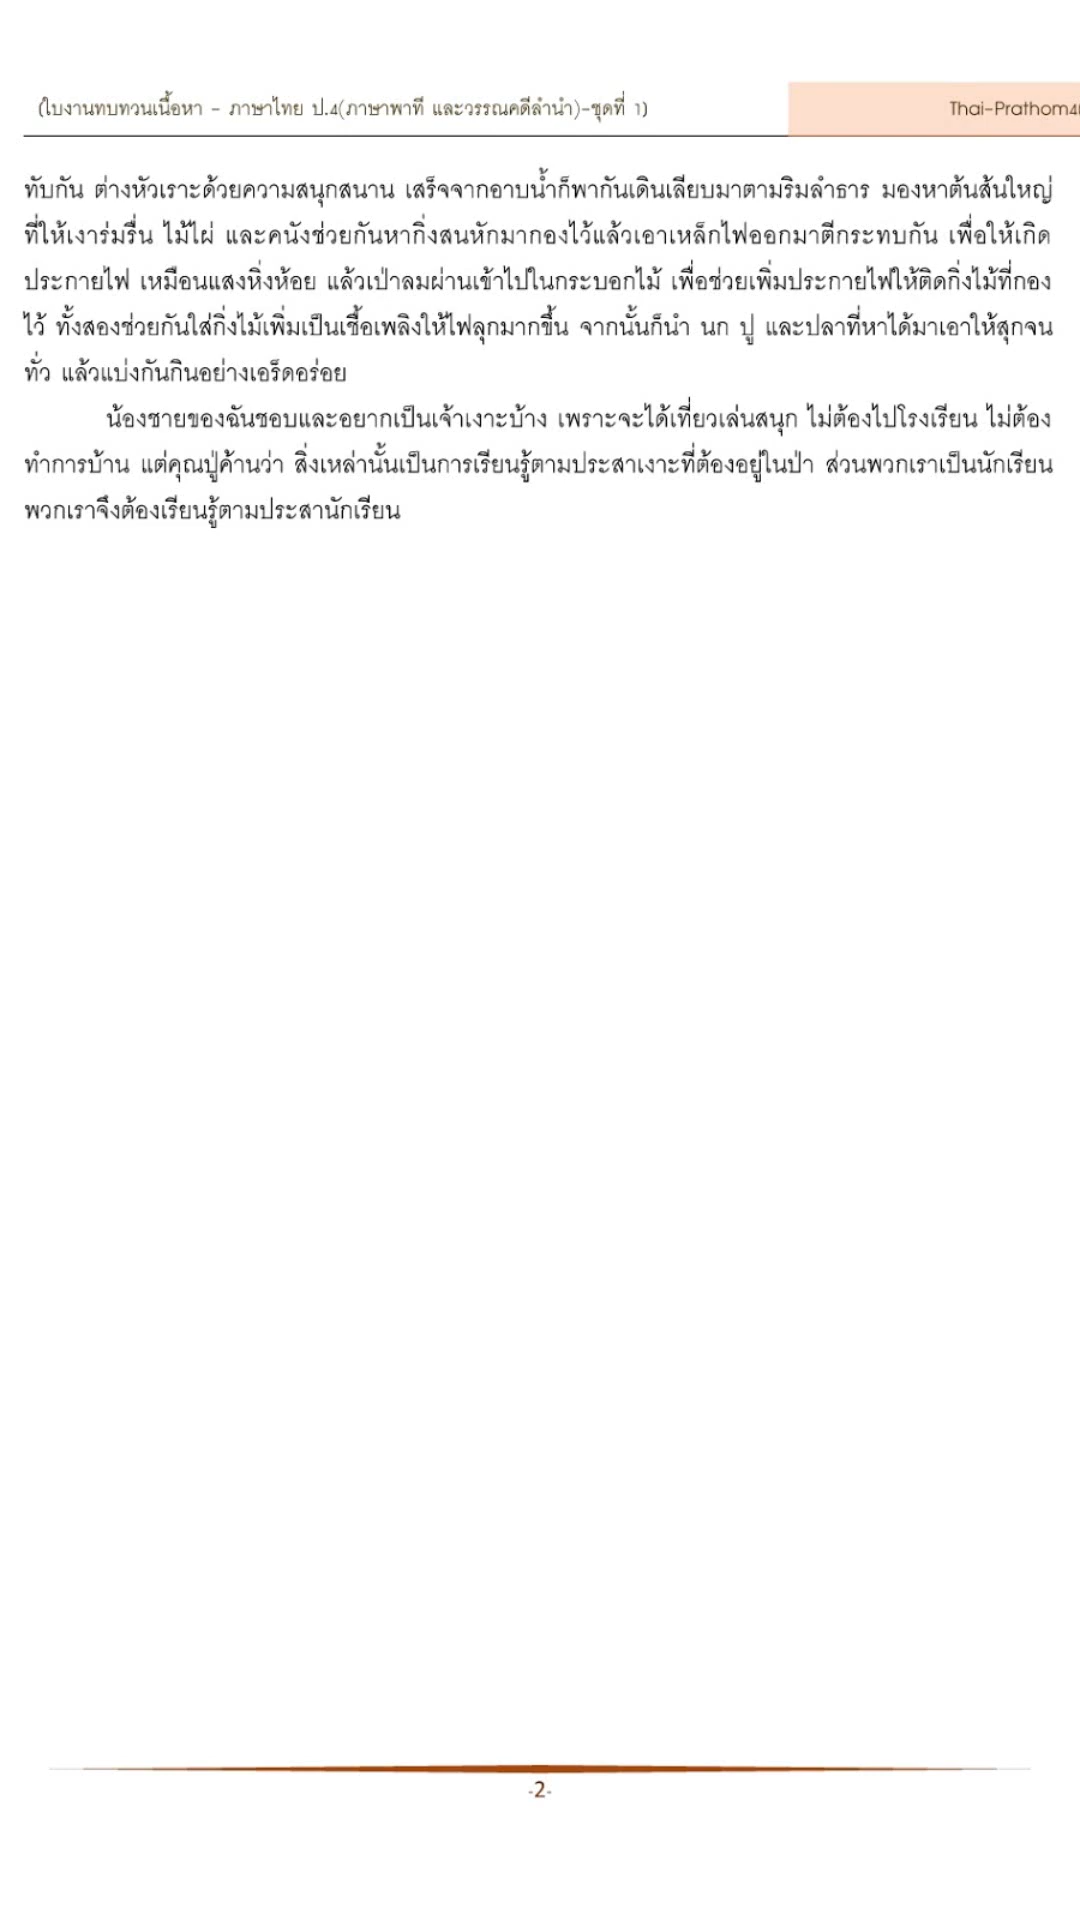 (ใบงานทบทวนเนื้อหา - ภาษาไทย ป.4(ภาษาพาที และวรรณคดีลำนำ)-ชุดที่ 1)
Thai-Prathom4
ทับกัน ต่างหัวเราะด้วยความสนุกสนาน เสร็จจากอาบน้ำก็พากันเดินเลียบมาตามริมลำธาร มองหาต้นส้นใหญ่
ที่ให้เงาร่มรื่น ไม้ไผ่ และคนังช่วยกันหากิ่งสนหักมากองไว้แล้วเอาเหล็กไฟออกมาตีกระทบกัน เพื่อให้เกิด
ประกายไฟ เหมือนแสงหิ่งห้อย แล้วเป่าลมผ่านเข้าไปในกระบอกไม้ เพื่อช่วยเพิ่มประกายไฟให้ติดกิ่งไม้ที่กอง
ไว้ ทั้งสองช่วยกันใส่กิ่งไม้เพิ่มเป็นเชื้อเพลิงให้ไฟลุกมากขึ้น จากนั้นก็นำ นก ปู และปลาที่หาได้มาเอาให้สุกจน
ทั่ว แล้วแบ่งกันกินอย่างเอร็ดอร่อย
น้องชายของฉันชอบและอยากเป็นเจ้าเงาะบ้าง เพราะจะได้เที่ยวเล่นสนุก ไม่ต้องไปโรงเรียน ไม่ต้อง
ทำการบ้าน แต่คุณปู่ค้านว่า สิ่งเหล่านั้นเป็นการเรียนรู้ตามประสาเงาะที่ต้องอยู่ในป่า ส่วนพวกเราเป็นนักเรียน
พวกเราจึงต้องเรียนรู้ตามประสานักเรียน
-2-